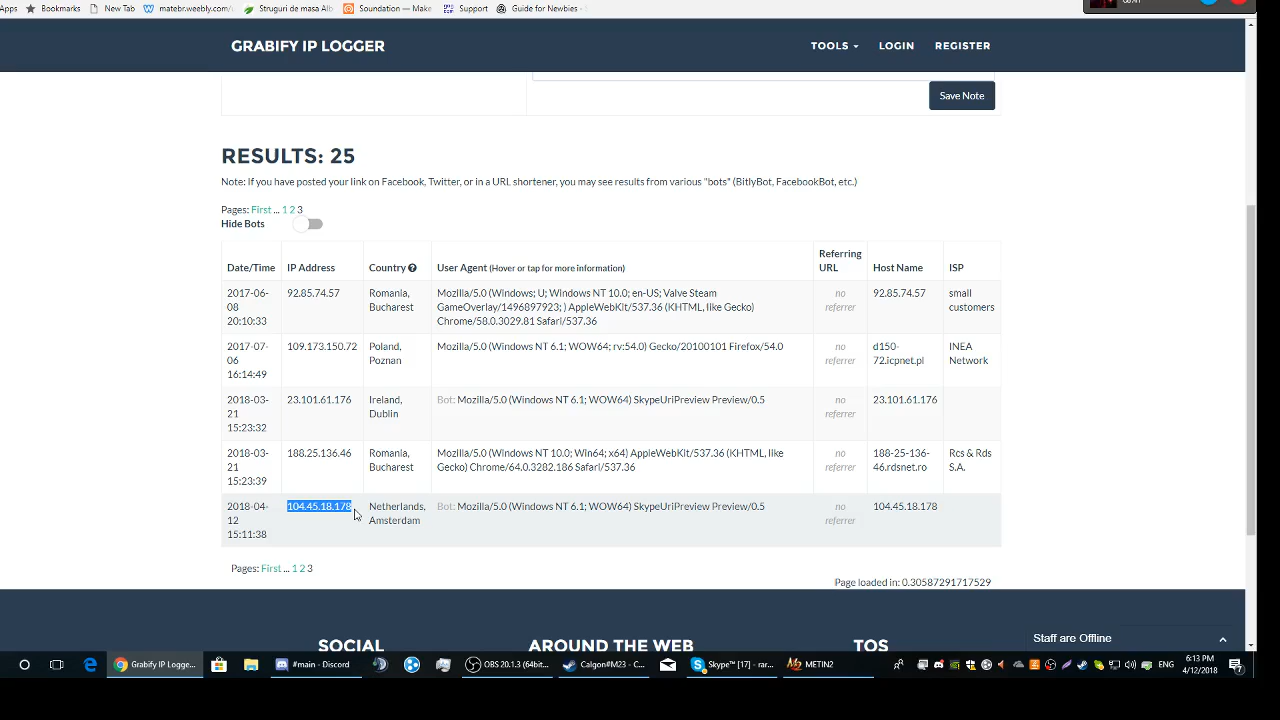 Apps Bookmarks New Tab matebr.weebly.com/ Struguri de masa Alb Soundation — Make Support Guide for Newbies -
GRABIFY IP LOGGER TOOLS LOGIN REGISTER
Save Note
RESULTS: 25
Note: If you have posted your link on Facebook, Twitter, or in a URL shortener, you may see results from various "bots" (BitlyBot, FacebookBot, etc.)
Pages: First ... 1 2 3
Hide Bots
Date/Time IP Address Country User Agent (Hover or tap for more information) Referring URL Host Name ISP
2017-06-08 20:10:33 92.85.74.57 Romania, Bucharest Mozilla/5.0 (Windows; U; Windows NT 10.0; en-US; Valve Steam GameOverlay/1496897923; ) AppleWebKit/537.36 (KHTML, like Gecko) Chrome/58.0.3029.81 Safari/537.36 no referrer 92.85.74.57 small customers
2017-07-06 16:14:49 109.173.150.72 Poland, Poznan Mozilla/5.0 (Windows NT 6.1; WOW64; rv:54.0) Gecko/20100101 Firefox/54.0 no referrer d150-72.icpnet.pl INEA Network
2018-03-21 15:23:32 23.101.61.176 Ireland, Dublin Bot: Mozilla/5.0 (Windows NT 6.1; WOW64) SkypeUriPreview Preview/0.5 no referrer 23.101.61.176
2018-03-21 15:23:39 188.25.136.46 Romania, Bucharest Mozilla/5.0 (Windows NT 10.0; Win64; x64) AppleWebKit/537.36 (KHTML, like Gecko) Chrome/64.0.3282.186 Safari/537.36 no referrer 188-25-136-46.rdsnet.ro Rcs & Rds S.A.
2018-04-12 15:11:38 104.45.18.178 Netherlands, Amsterdam Bot: Mozilla/5.0 (Windows NT 6.1; WOW64) SkypeUriPreview Preview/0.5 no referrer 104.45.18.178
Pages: First ... 1 2 3
Page loaded in: 0.30587291717529
SOCIAL AROUND THE WEB TOS
Staff are Offline
Grabify IP Logge... #main - Discord OBS 20.1.3 (64bit... Calgon#M23 - C... Skype™ [17] - rar... METIN2 ENG 6:13 PM
4/12/2018